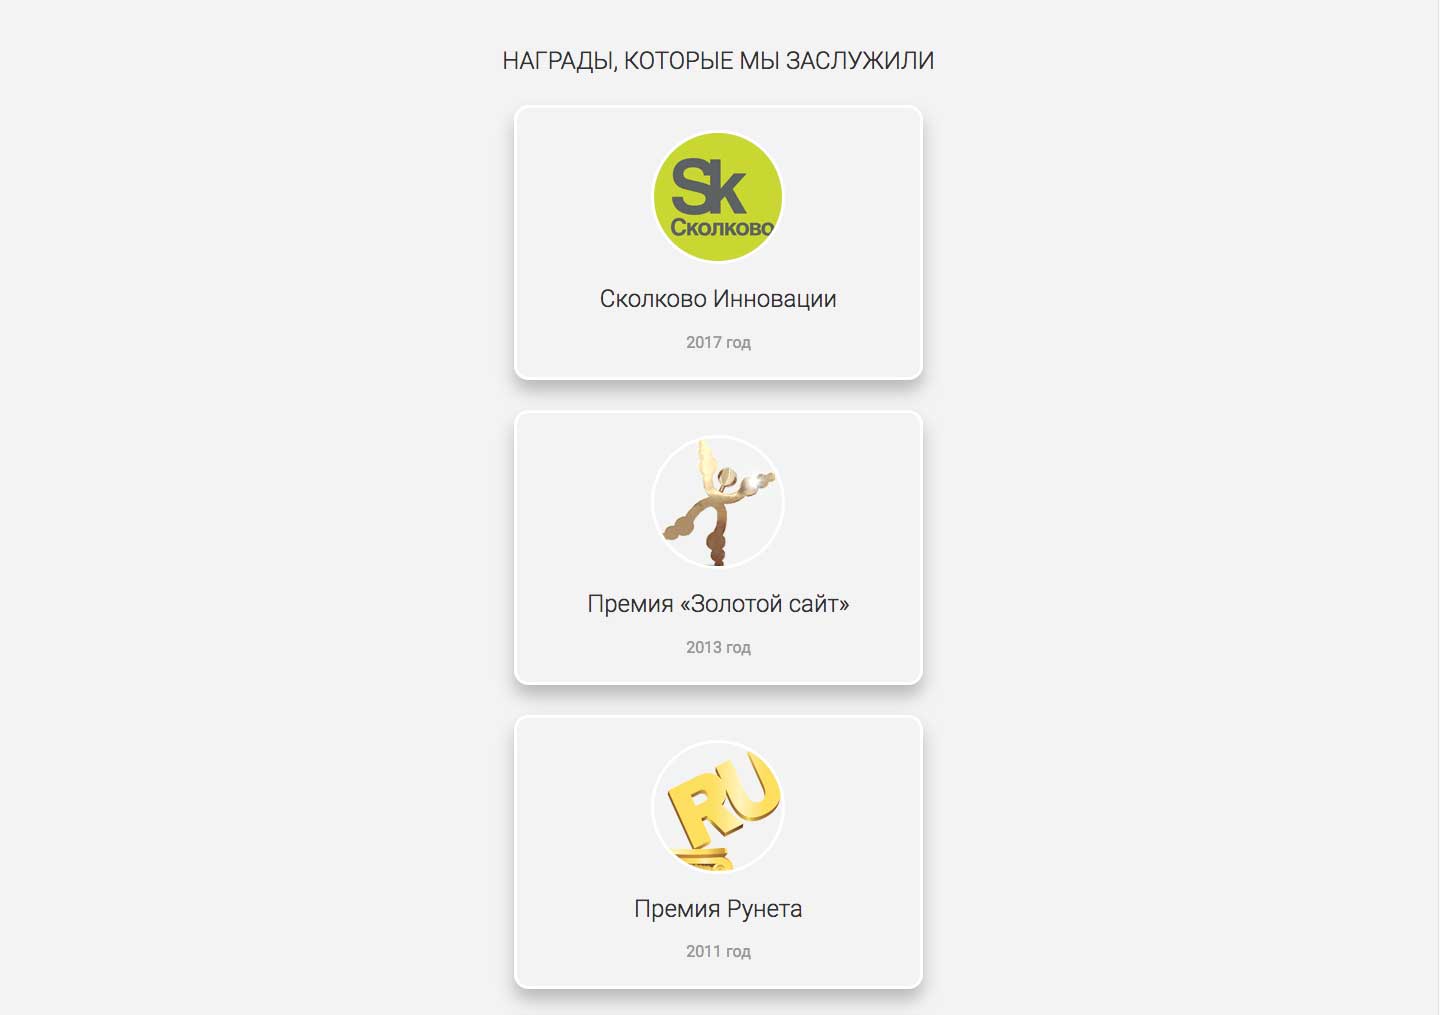 НАГРАДЫ, КОТОРЫЕ МЫ ЗАСЛУЖИЛИ
Sk
Сколково
Сколково Инновации
2017 год
Премия «Золотой сайт»
2013 год
RU
Премия Рунета
2011 год